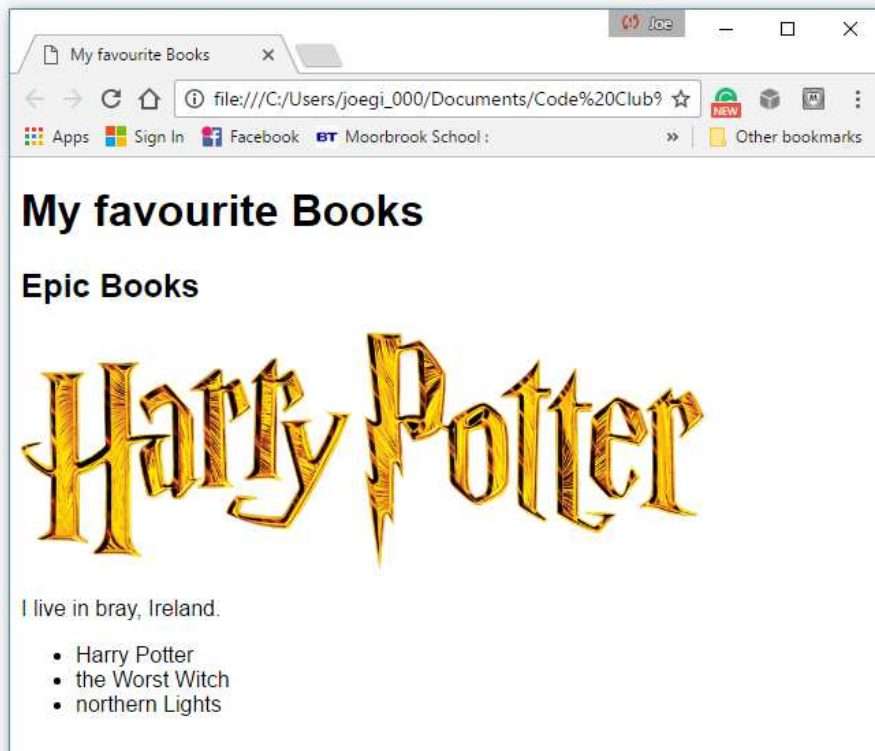 Joe
My favourite Books
file:///C:/Users/joegi_000/Documents/Code%20Club%
NEW
Apps Sign In Facebook BT Moorbrook School : » Other bookmarks
My favourite Books
Epic Books
Harry Potter
I live in bray, Ireland.
• Harry Potter
• the Worst Witch
• northern Lights